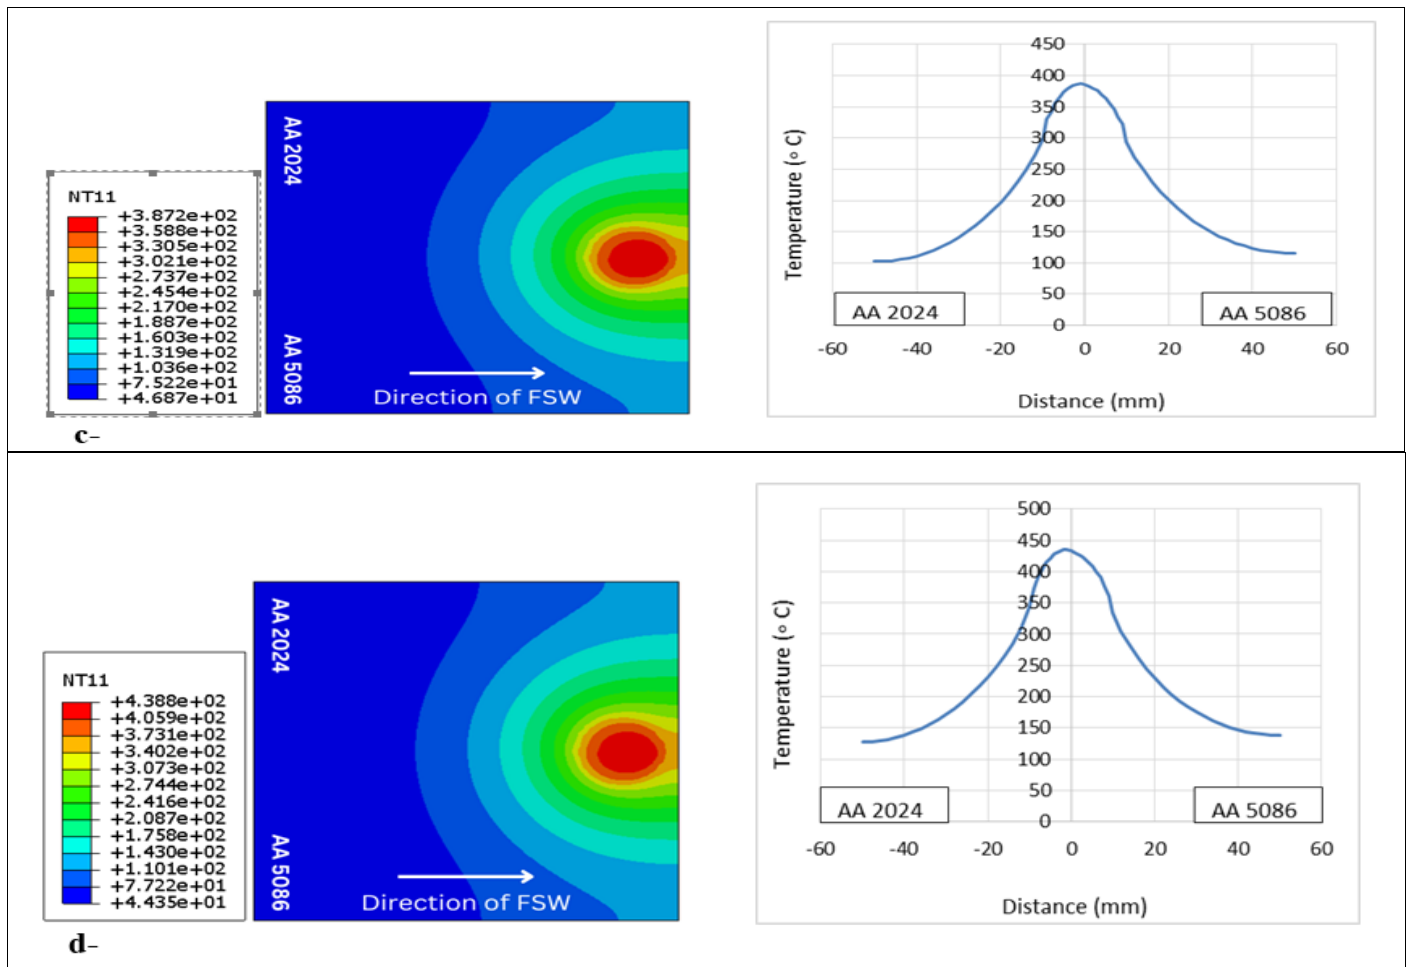 AA 2024
NT11
+3.872e+02
+3.588e+02
+3.305e+02
+3.021e+02
+2.737e+02
+2.454e+02
+2.170e+02
+1.887e+02
+1.603e+02
+1.319e+02
+1.036e+02
+7.522e+01
+4.687e+01
AA 5086
Direction of FSW
c-
450
400
350
300
250
200
150
100
50
0
Temperature (∘ C)
AA 2024
AA 5086
-60 -40 -20 0 20 40 60
Distance (mm)
AA 2024
NT11
+4.388e+02
+4.059e+02
+3.731e+02
+3.402e+02
+3.073e+02
+2.744e+02
+2.416e+02
+2.087e+02
+1.758e+02
+1.430e+02
+1.101e+02
+7.722e+01
+4.435e+01
AA 5086
Direction of FSW
d-
500
450
400
350
300
250
200
150
100
50
0
Temperature (∘ C)
AA 2024
AA 5086
-60 -40 -20 0 20 40 60
Distance (mm)